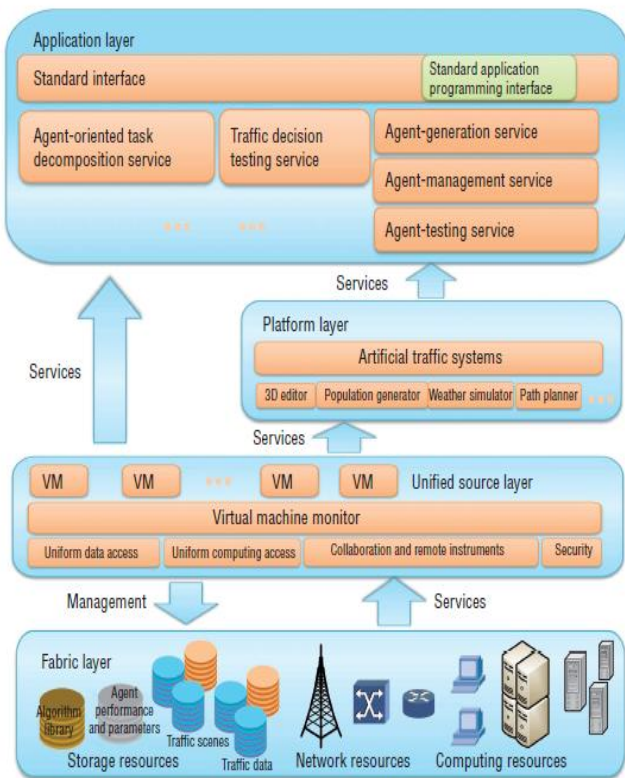 Application layer
Standard interface
Standard application
programming interface
Agent-oriented task
decomposition service
Traffic decision
testing service
Agent-generation service
Agent-management service
Agent-testing service
Services
Services
Platform layer
Artificial traffic systems
3D editor
Population generator
Weather simulator
Path planner
Services
VM
VM
VM
VM
Unified source layer
Virtual machine monitor
Uniform data access
Uniform computing access
Collaboration and remote instruments
Security
Management
Services
Fabric layer
Algorithm
library
Agent
performance
and parameters
Traffic scenes
Traffic data
Storage resources
Network resources
Computing resources